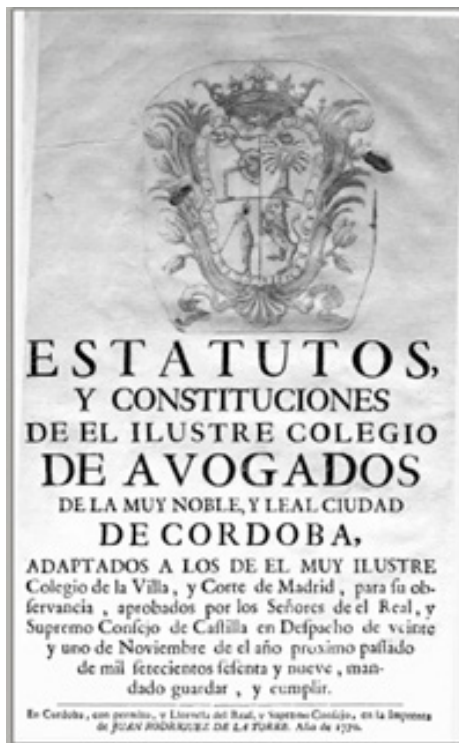 ESTATUTOS,
Y CONSTITUCIONES
DE EL ILUSTRE COLEGIO
DE AVOGADOS
DE LA MUY NOBLE, Y LEAL CIUDAD
DE CORDOBA,
ADAPTADOS A LOS DE EL MUY ILUSTRE
Colegio de la Villa, y Corte de Madrid, para ſu ob-
ſervancia, aprobados por los Señores de el Real, y
Supremo Conſejo de Caſtilla en Deſpacho de veinte
y uno de Noviembre de el año proximo paſſado
de mil ſetecientos ſeſenta y nueve, man-
dado guardar, y cumplir.
En Cordoba, con permiſo, y Licencia del Real, y Supremo Conſejo, en la Imprenta
de JUAN RODRIGUEZ DE LA TORRE. Año de 1770.